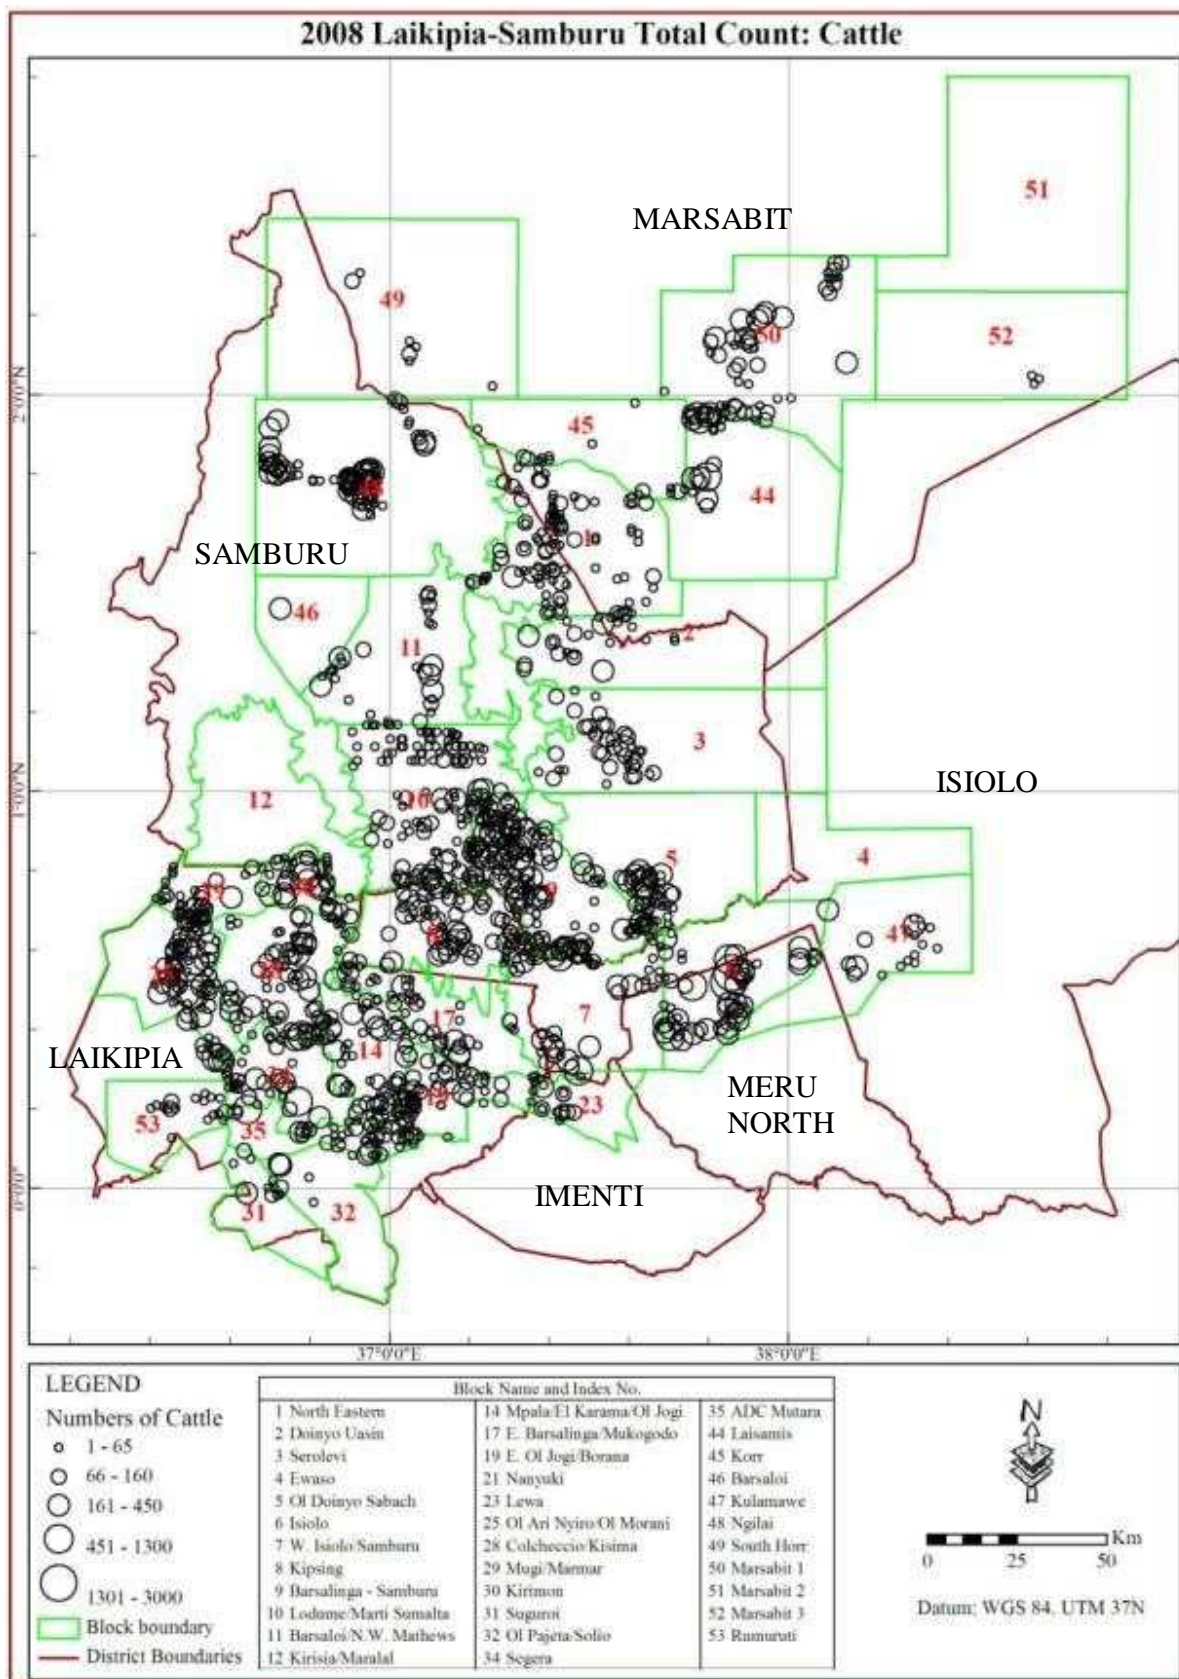 2008 Laikipia-Samburu Total Count: Cattle
51
MARSABIT
49
50
52
2°0'0"N
45
44
1
SAMBURU
46
2
11
3
1°0'0"N
ISIOLO
12
10
5
4
9
47
8
7
17
14
LAIKIPIA
MERU
NORTH
23
53
35
0°0'0"
IMENTI
31
32
37°0'0"E
38°0'0"E
LEGEND
Numbers of Cattle
1 - 65
66 - 160
161 - 450
451 - 1300
1301 - 3000
Block boundary
District Boundaries
Block Name and Index No.
1 North Eastern
2 Doinyo Uasin
3 Serolevi
4 Ewaso
5 Ol Doinyo Sabach
6 Isiolo
7 W. Isiolo/Samburu
8 Kipsing
9 Barsalinga - Samburu
10 Lodume/Marti Sumalta
11 Barsaloi/N.W. Mathews
12 Kirisia/Maralal
14 Mpala/El Karama/Ol Jogi
17 E. Barsalinga/Mukogodo
19 E. Ol Jogi/Borana
21 Nanyuki
23 Lewa
25 Ol Ari Nyiro/Ol Morani
28 Colcheccio/Kisima
29 Mugi/Marmar
30 Kirimon
31 Suguroi
32 Ol Pajeta/Solio
34 Segera
35 ADC Mutara
44 Laisamis
45 Korr
46 Barsaloi
47 Kulamawe
48 Ngilai
49 South Horr
50 Marsabit 1
51 Marsabit 2
52 Marsabit 3
53 Rumuruti
N
Km
0 25 50
Datum: WGS 84, UTM 37N